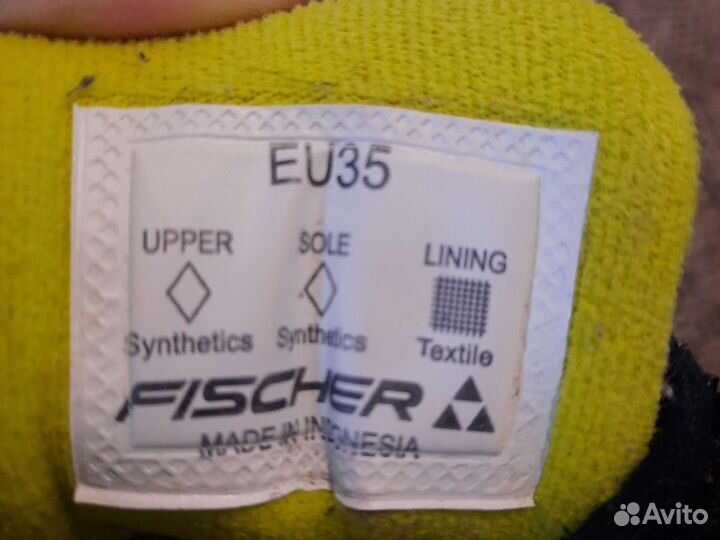 EU35
UPPER SOLE LINING
Synthetics Synthetics Textile
FISCHER
MADE IN INDONESIA
Avito